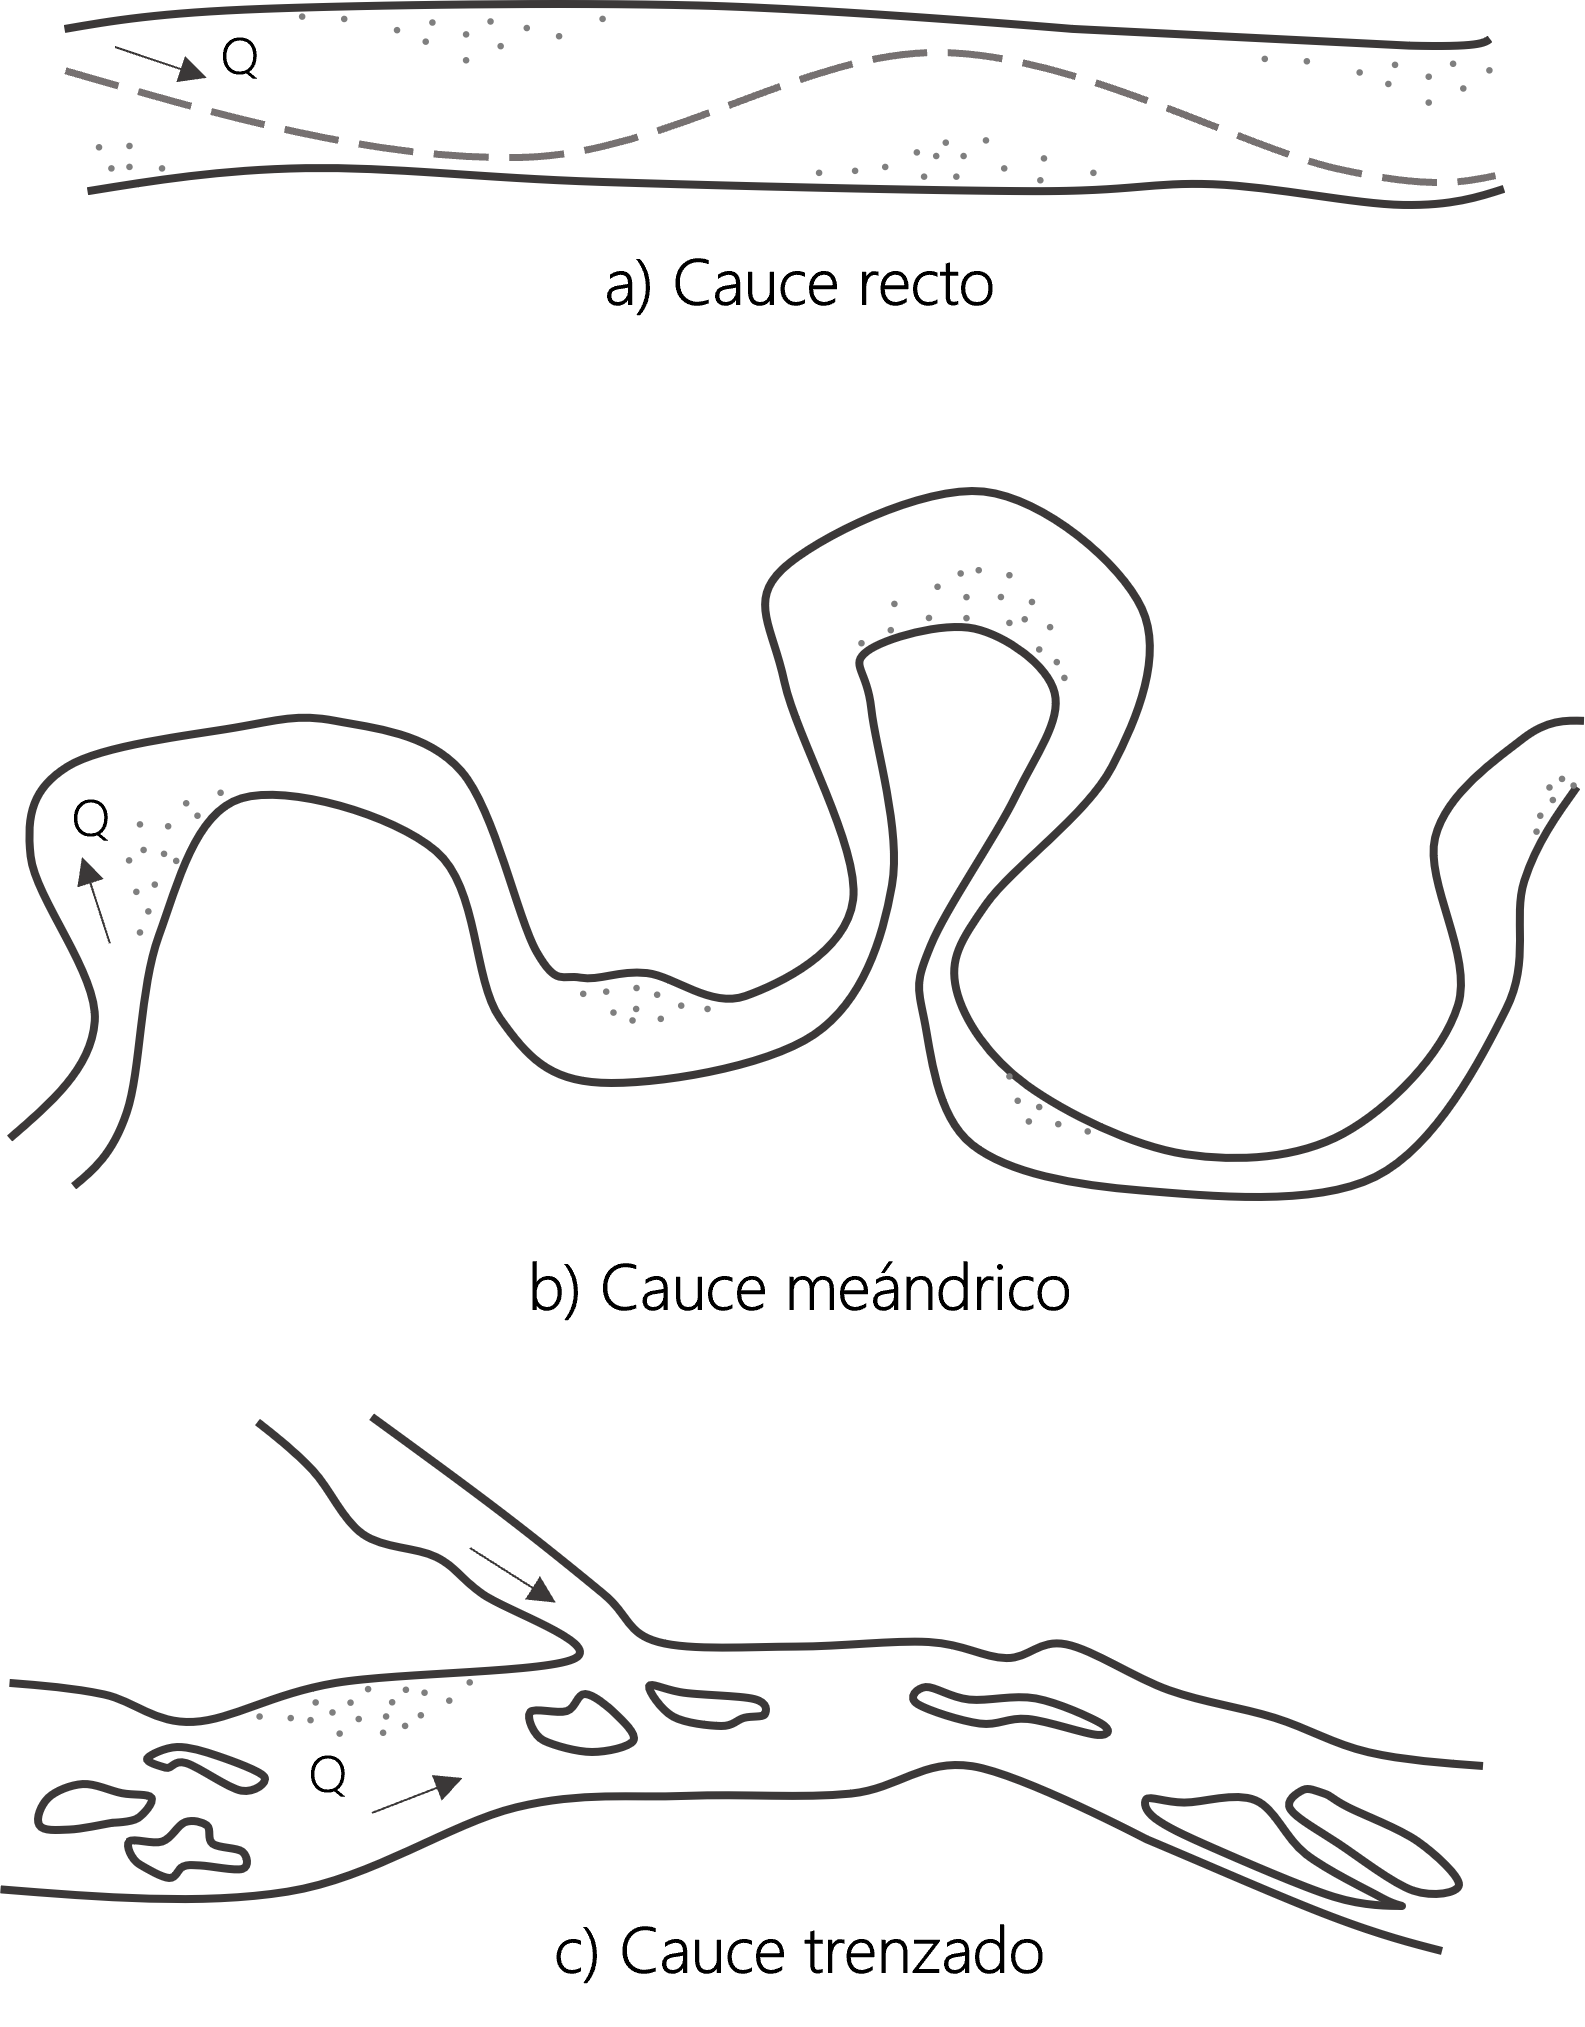 Q
a) Cauce recto
Q
b) Cauce meándrico
Q
c) Cauce trenzado